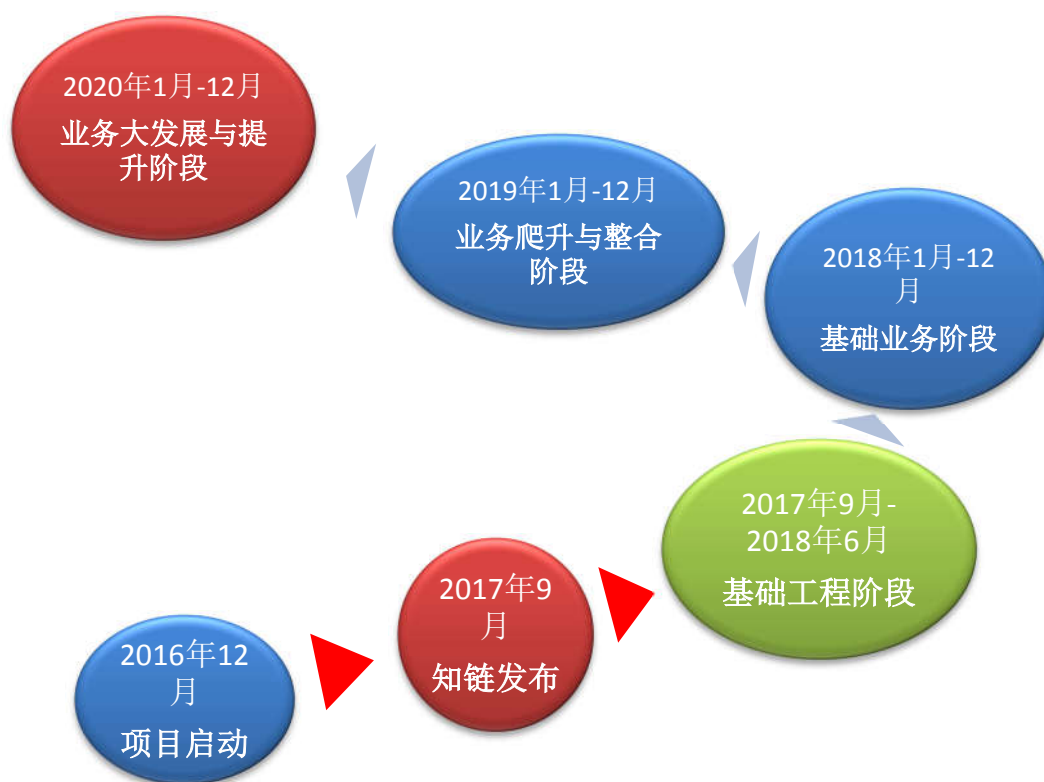 2020年1月-12月
业务大发展与提
升阶段
2019年1月-12月
业务爬升与整合
阶段
2018年1月-12
月
基础业务阶段
2017年9月-
2018年6月
基础工程阶段
2017年9
月
知链发布
2016年12
月
项目启动